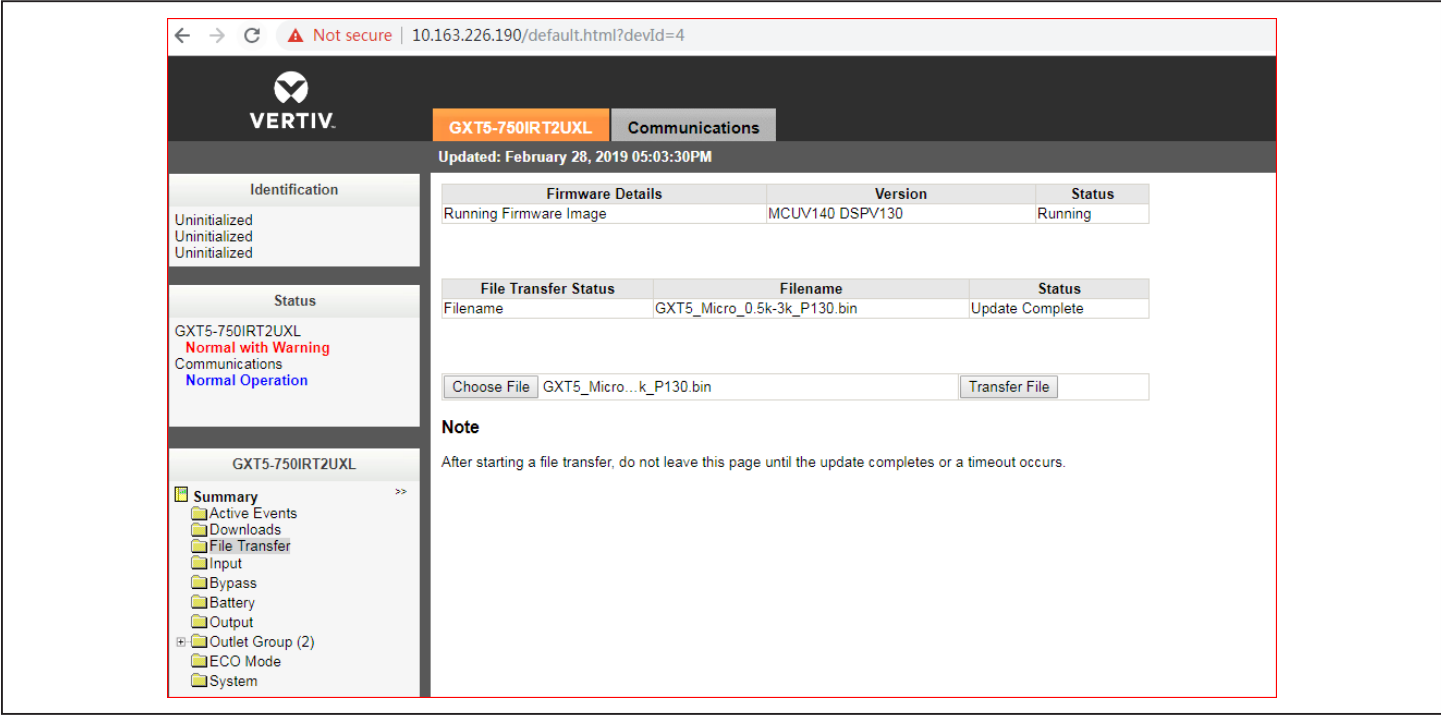 Not secure | 10.163.226.190/default.html?devId=4
VERTIV.
GXT5-750IRT2UXL Communications
Updated: February 28, 2019 05:03:30PM
Identification
Uninitialized
Uninitialized
Uninitialized
Status
GXT5-750IRT2UXL
Normal with Warning
Communications
Normal Operation
GXT5-750IRT2UXL
Summary >>
Active Events
Downloads
File Transfer
Input
Bypass
Battery
Output
Outlet Group (2)
ECO Mode
System
Firmware Details Version Status
Running Firmware Image MCUV140 DSPV130 Running
File Transfer Status Filename Status
Filename GXT5_Micro_0.5k-3k_P130.bin Update Complete
Choose File GXT5_Micro…k_P130.bin Transfer File
Note
After starting a file transfer, do not leave this page until the update completes or a timeout occurs.